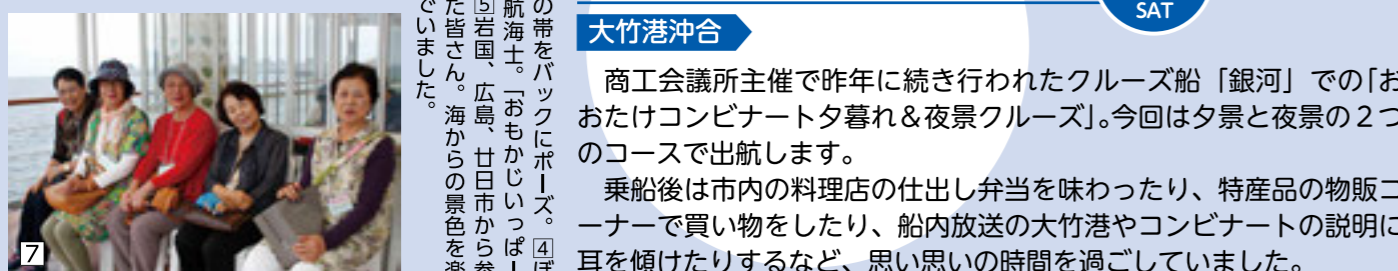 SAT
大竹港沖合
商工会議所主催で昨年に続き行われたクルーズ船「銀河」での「お
おたけコンビナート夕暮れ＆夜景クルーズ」。今回は夕景と夜景の２つ
のコースで出航します。
乗船後は市内の料理店の仕出し弁当を味わったり、特産品の物販コ
ーナーで買い物をしたり、船内放送の大竹港やコンビナートの説明に
耳を傾けたりするなど、思い思いの時間を過ごしていました。
の帯をバックにポーズ。4ぼ
航海士。「おもかじいっぱー
5岩国、広島、廿日市から参
た皆さん。海からの景色を楽
でいました。
7